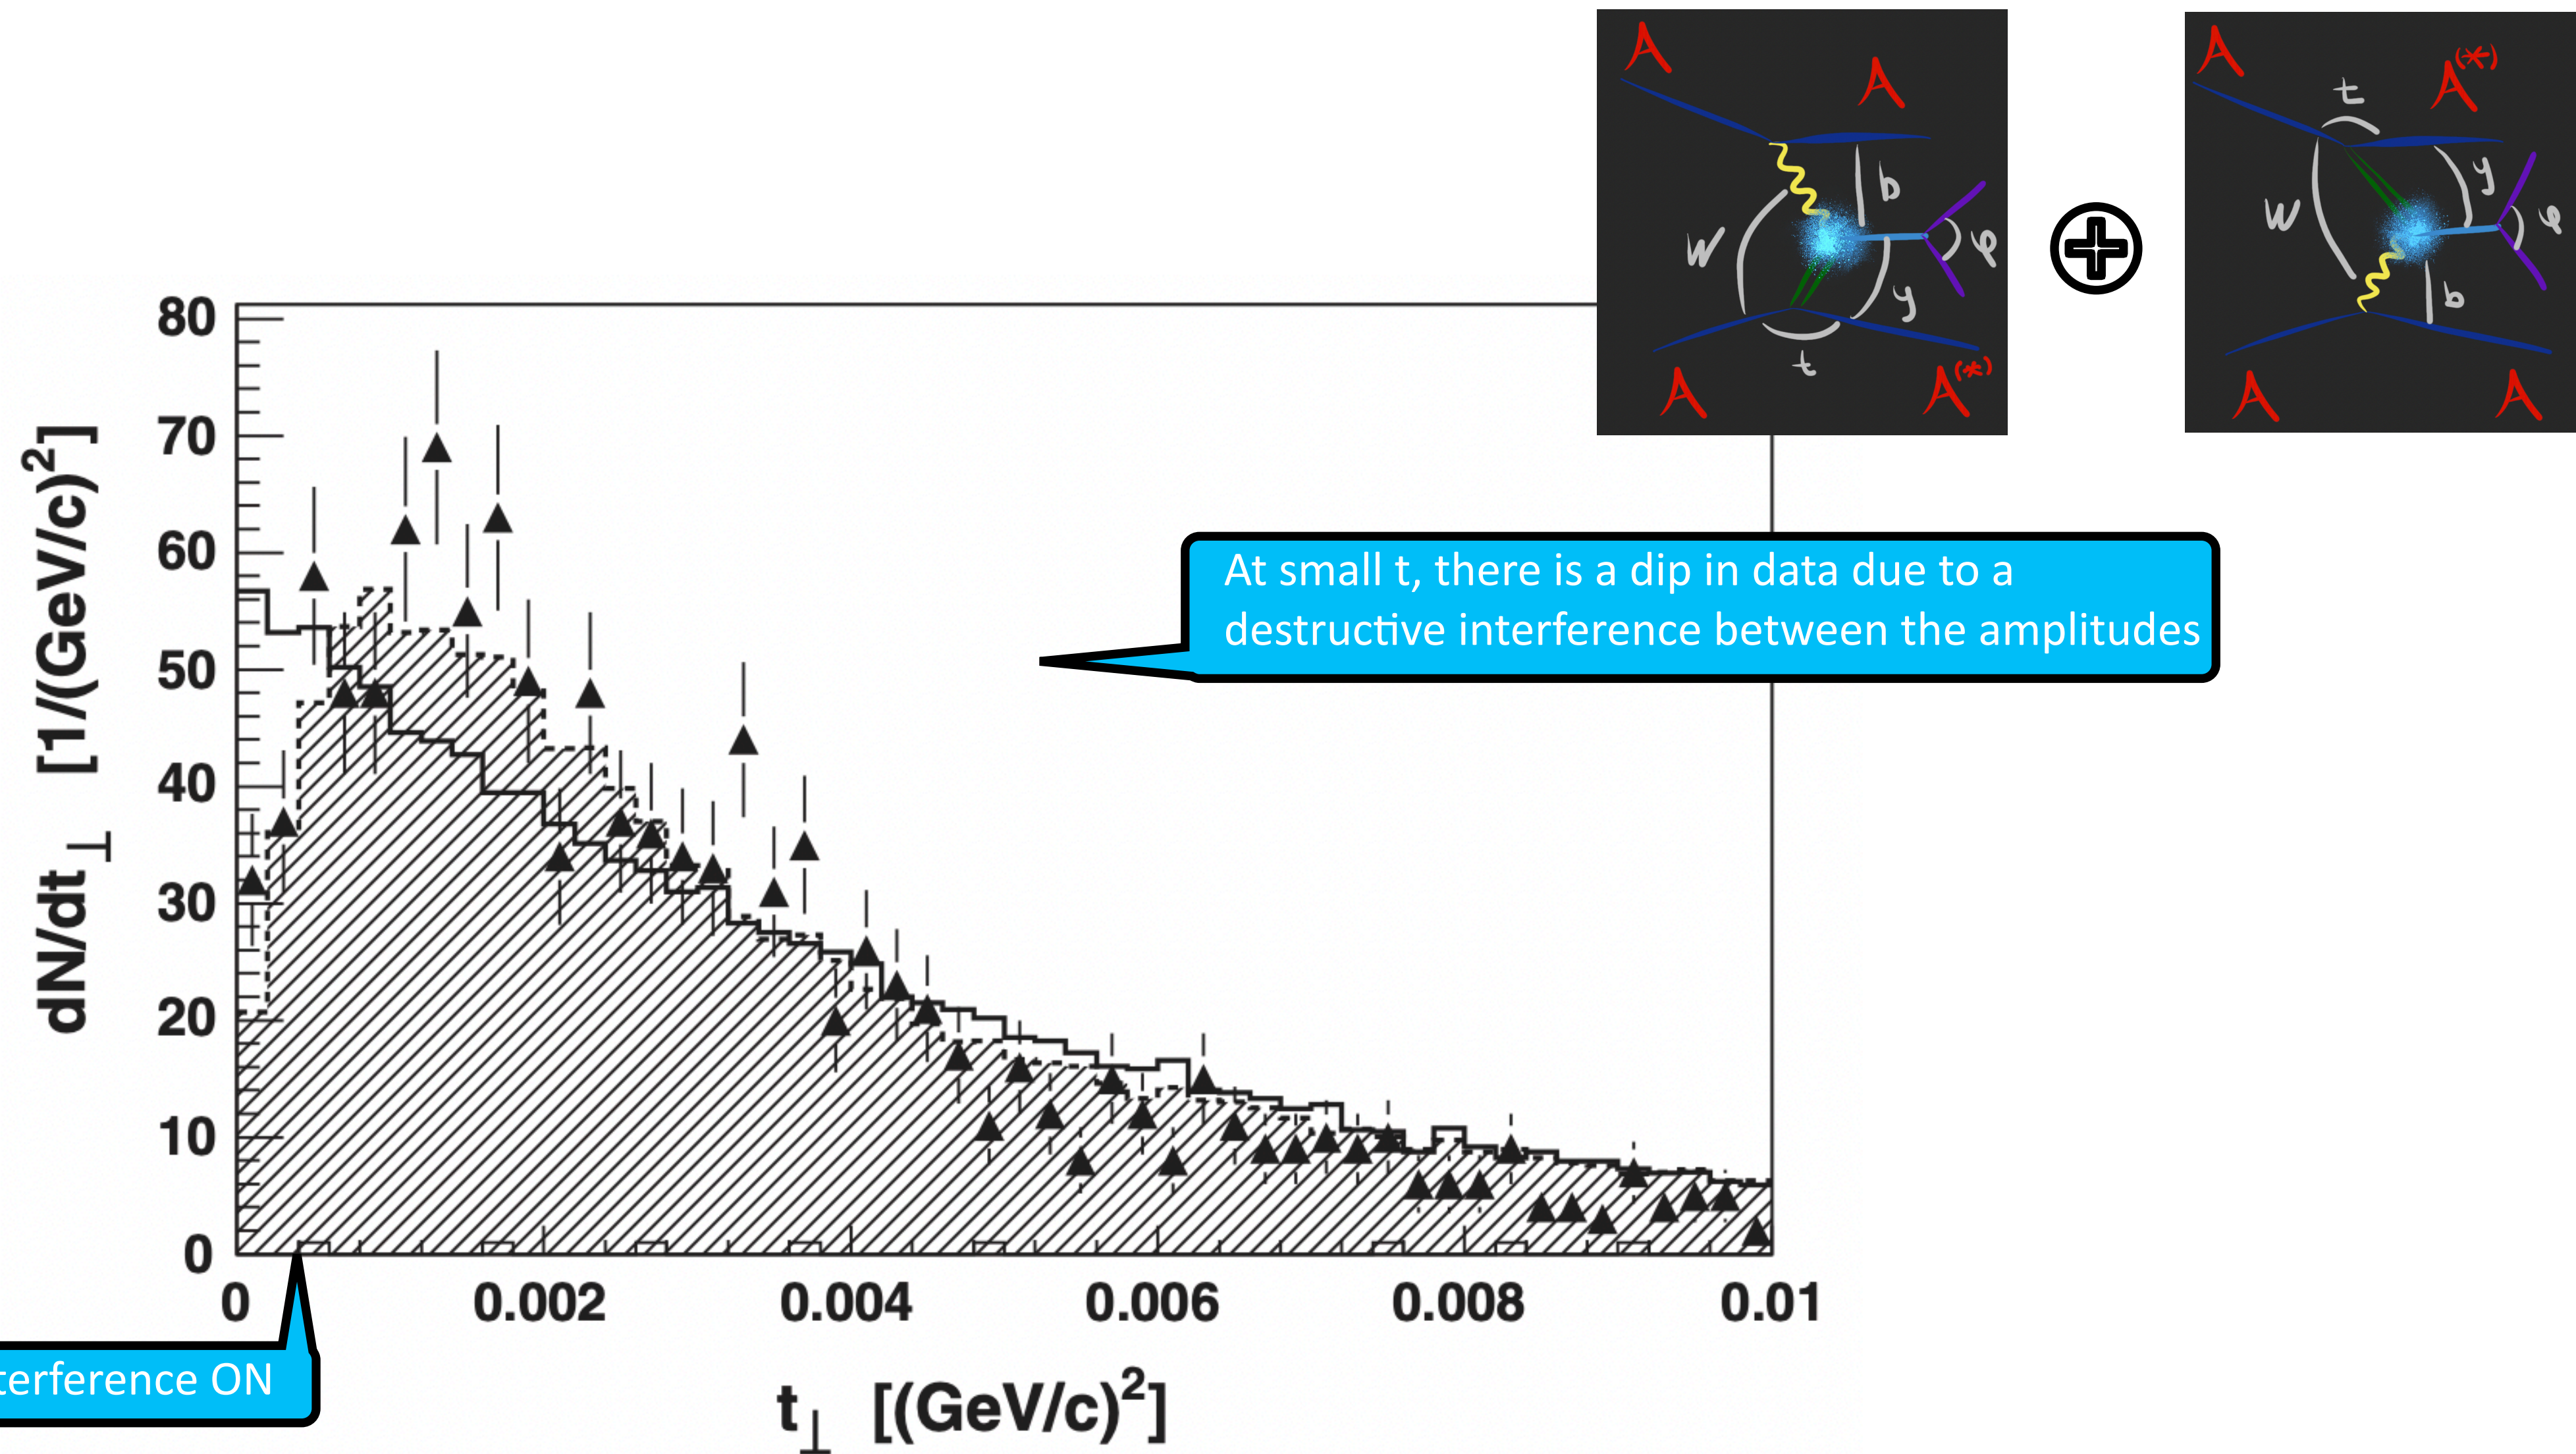 A
A
b
W
φ
y
t
A
A(*)
A
t
A(*)
y
W
φ
b
A
A
80
70
60
50
40
30
20
10
0
dN/dt⊥ [1/(GeV/c)²]
At small t, there is a dip in data due to a
destructive interference between the amplitudes
0 0.002 0.004 0.006 0.008 0.01
terference ON
t⊥ [(GeV/c)²]